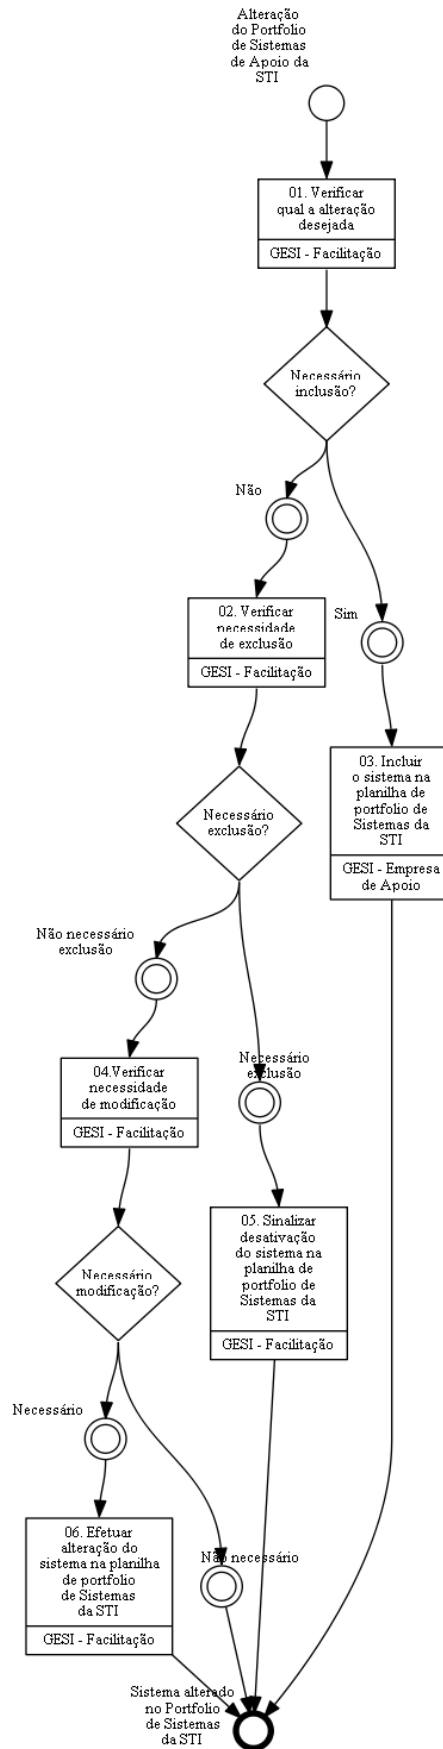 Alteração
do Portfolio
de Sistemas
de Apoio da
STI
01. Verificar
qual a alteração
desejada
GESI - Facilitação
Necessário
inclusão?
Não
Sim
02. Verificar
necessidade
de exclusão
GESI - Facilitação
03. Incluir
o sistema na
planilha de
portfolio de
Sistemas da
STI
GESI - Empresa
de Apoio
Necessário
exclusão?
Não necessário
exclusão
Necessário
exclusão
04.Verificar
necessidade
de modificação
GESI - Facilitação
05. Sinalizar
desativação
do sistema na
planilha de
portfolio de
Sistemas da
STI
GESI - Facilitação
Necessário
modificação?
Necessário
Não necessário
06. Efetuar
alteração do
sistema na planilha
de portfolio
de Sistemas
da STI
GESI - Facilitação
Sistema alterado
no Portfolio
de Sistemas
da STI